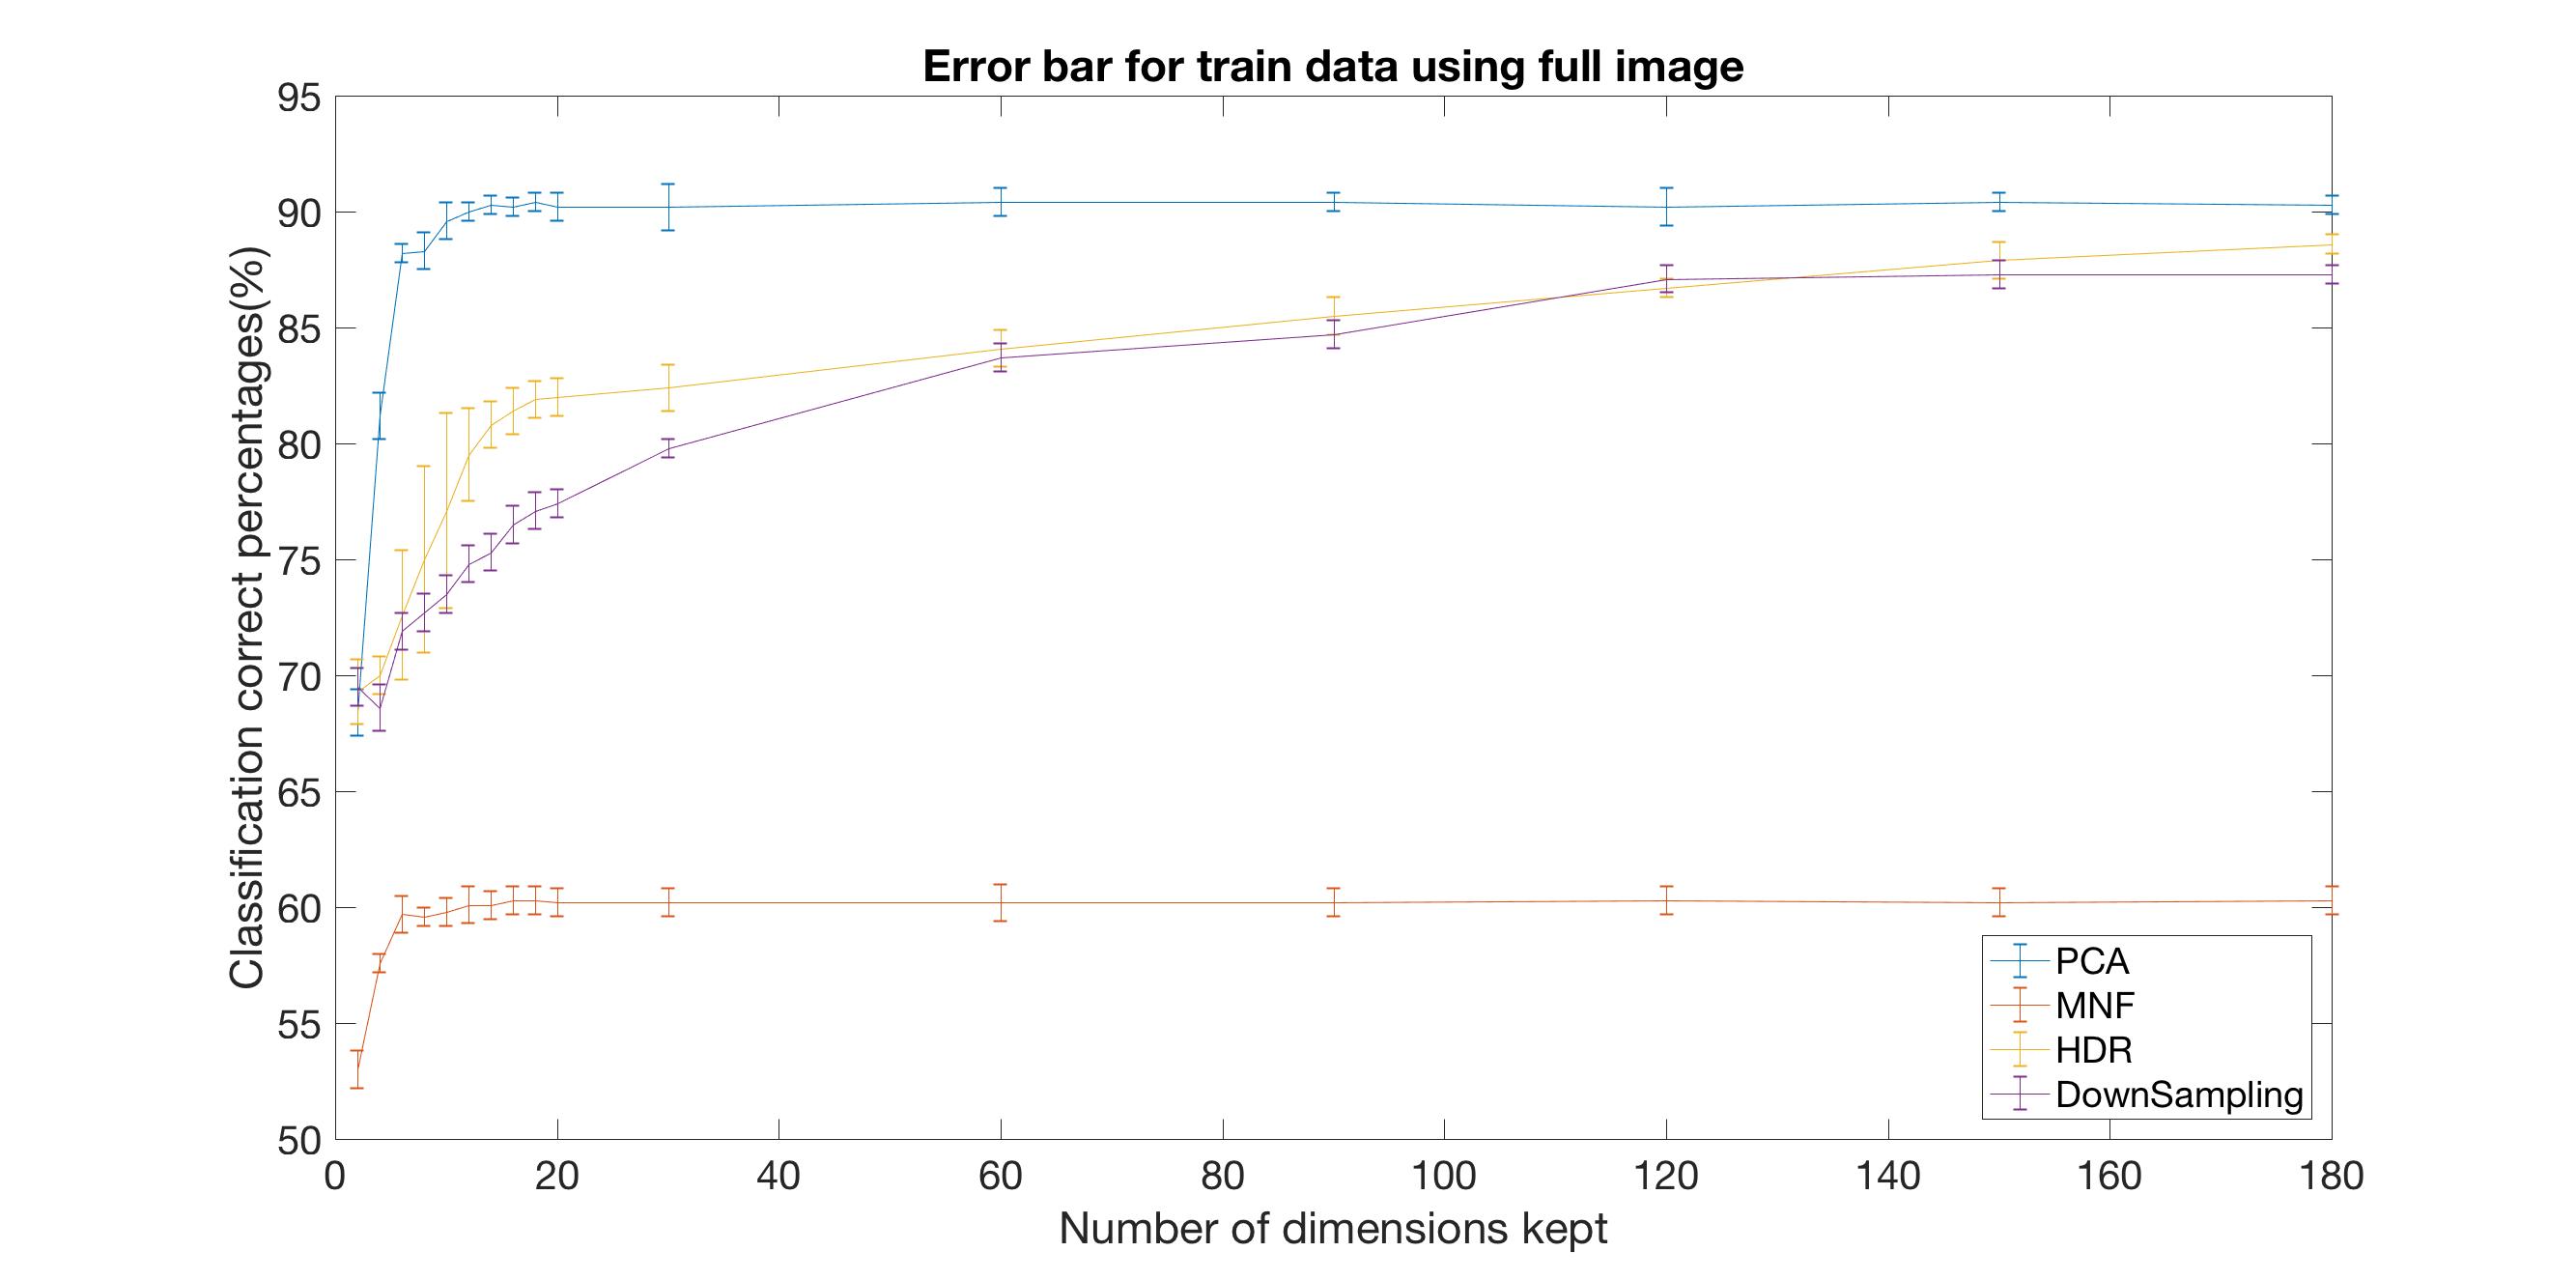 Error bar for train data using full image
95
90
85
80
75
70
65
60
55
50
Classification correct percentages(%)
0 20 40 60 80 100 120 140 160 180
Number of dimensions kept
PCA
MNF
HDR
DownSampling